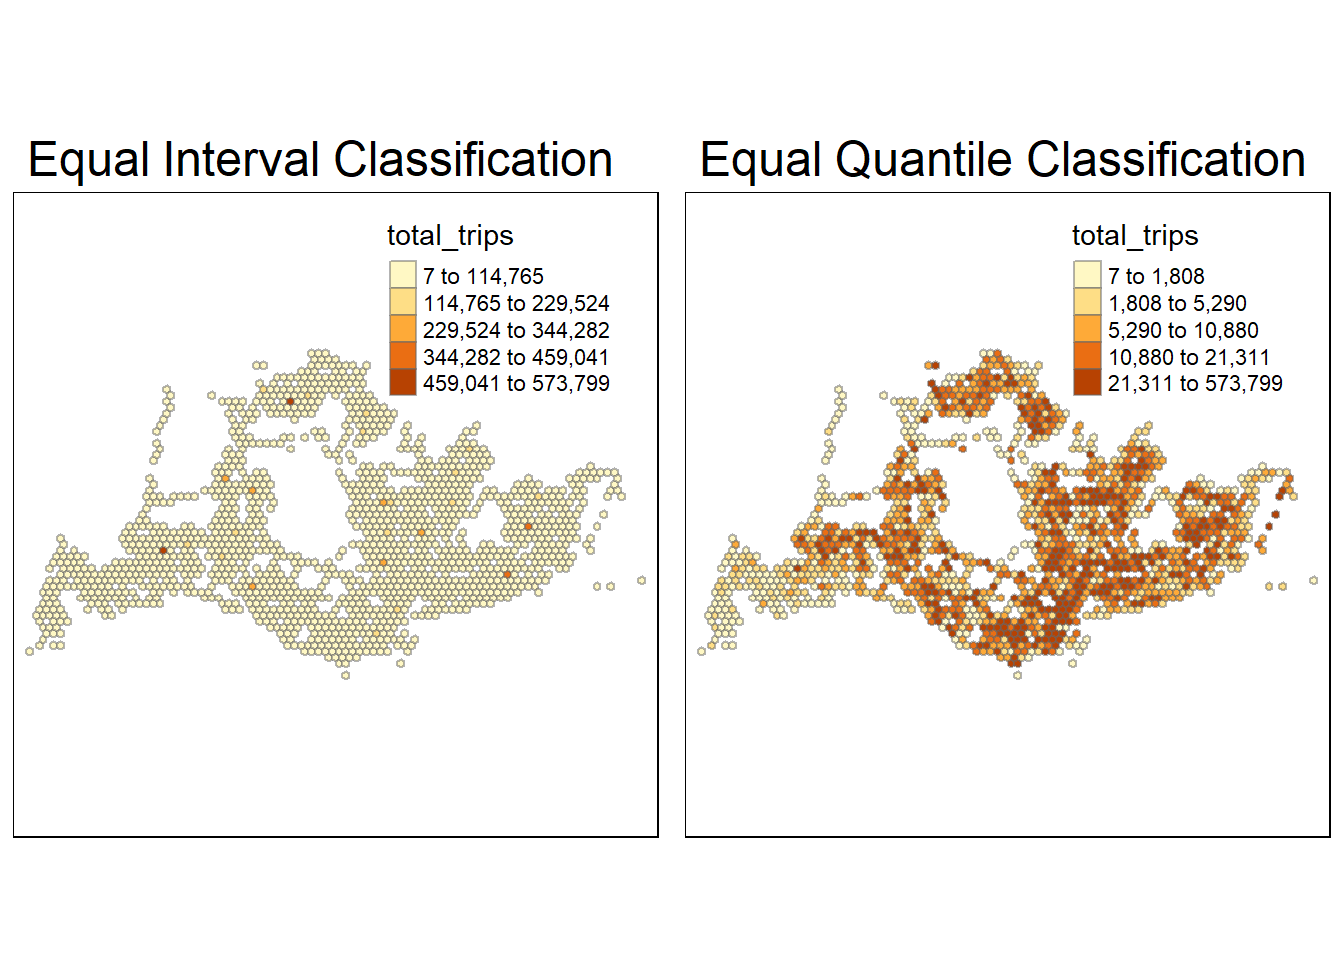 Equal Interval Classification
total_trips
7 to 114,765
114,765 to 229,524
229,524 to 344,282
344,282 to 459,041
459,041 to 573,799
Equal Quantile Classification
total_trips
7 to 1,808
1,808 to 5,290
5,290 to 10,880
10,880 to 21,311
21,311 to 573,799